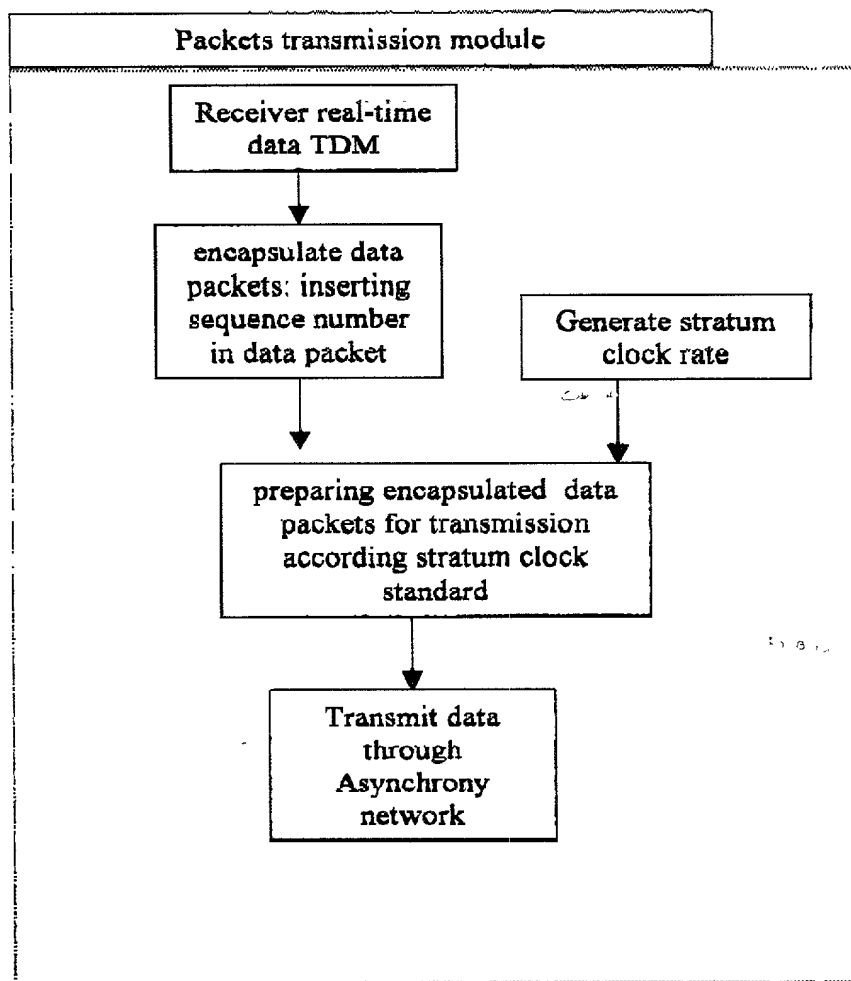 Packets transmission module
Receiver real-time
data TDM
encapsulate data
packets: inserting
sequence number
in data packet
Generate stratum
clock rate
preparing encapsulated data
packets for transmission
according stratum clock
standard
Transmit data
through
Asynchrony
network